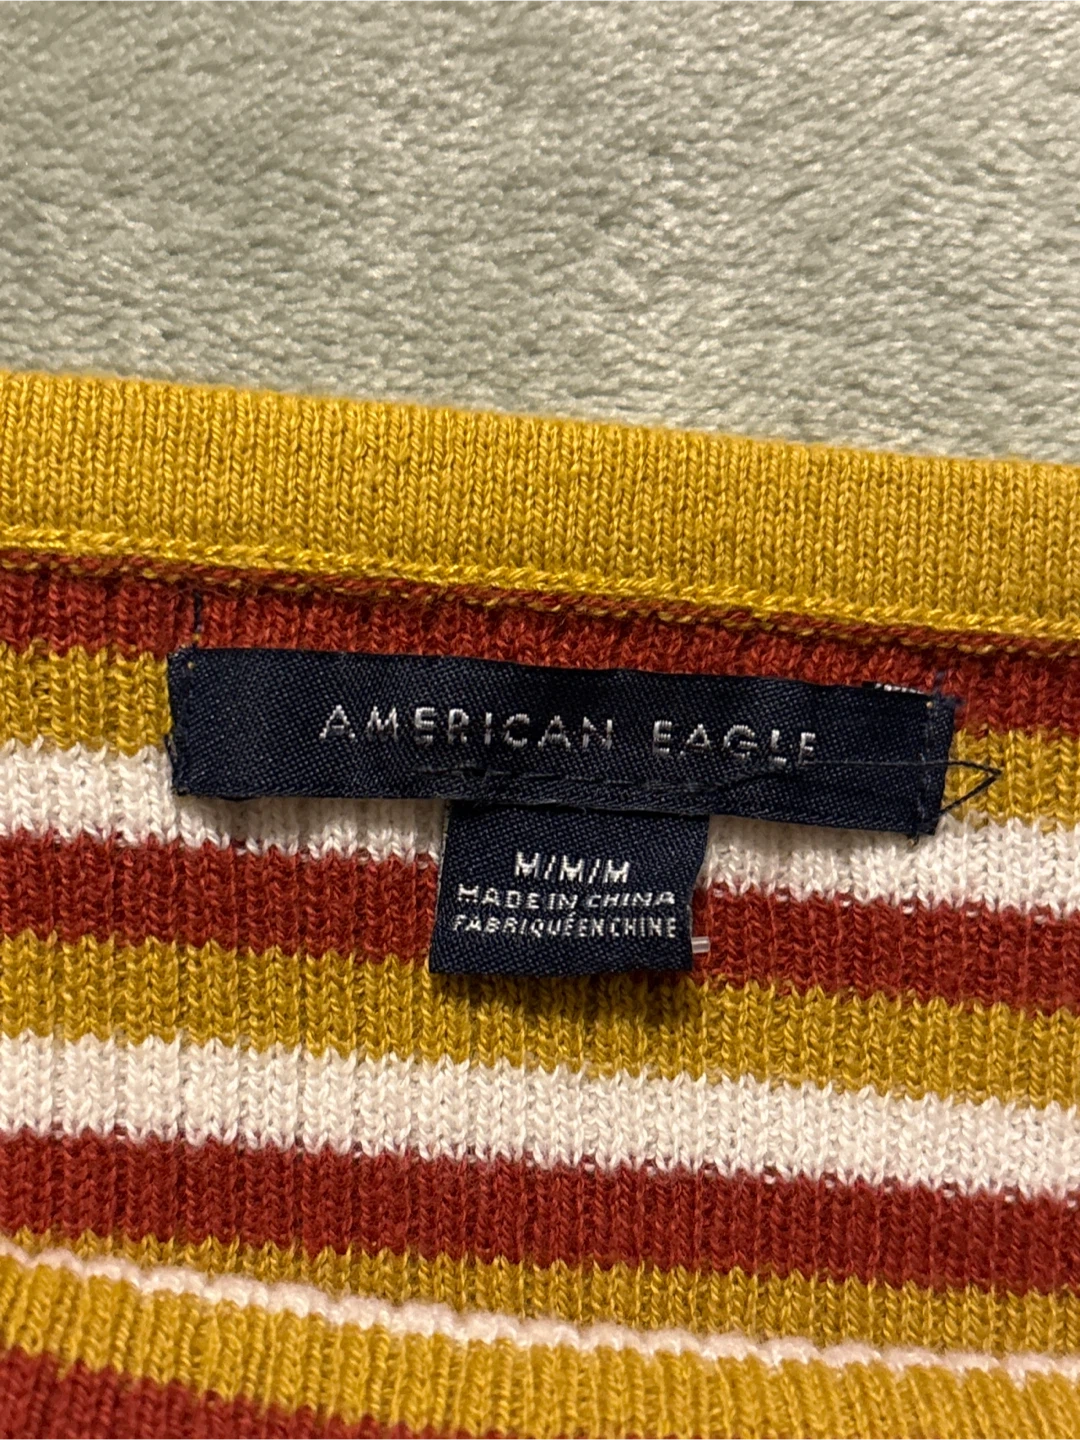 AMERICAN EAGLE
M/M/M
MADE IN CHINA
FABRIQUÉ EN CHINE